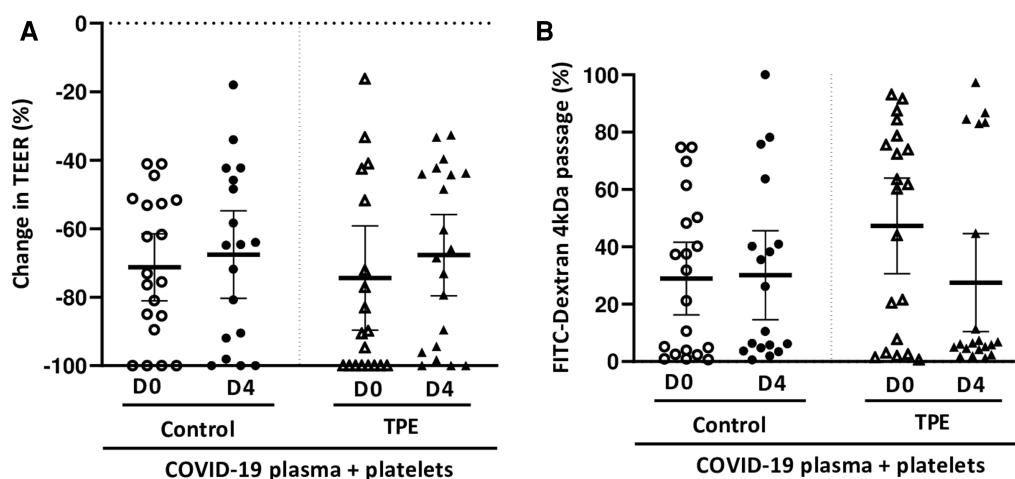 A
Change in TEER (%)
0
-20
-40
-60
-80
-100
D0 D4 D0 D4
Control TPE
COVID-19 plasma + platelets
B
FITC-Dextran 4kDa passage (%)
100
80
60
40
20
0
D0 D4 D0 D4
Control TPE
COVID-19 plasma + platelets